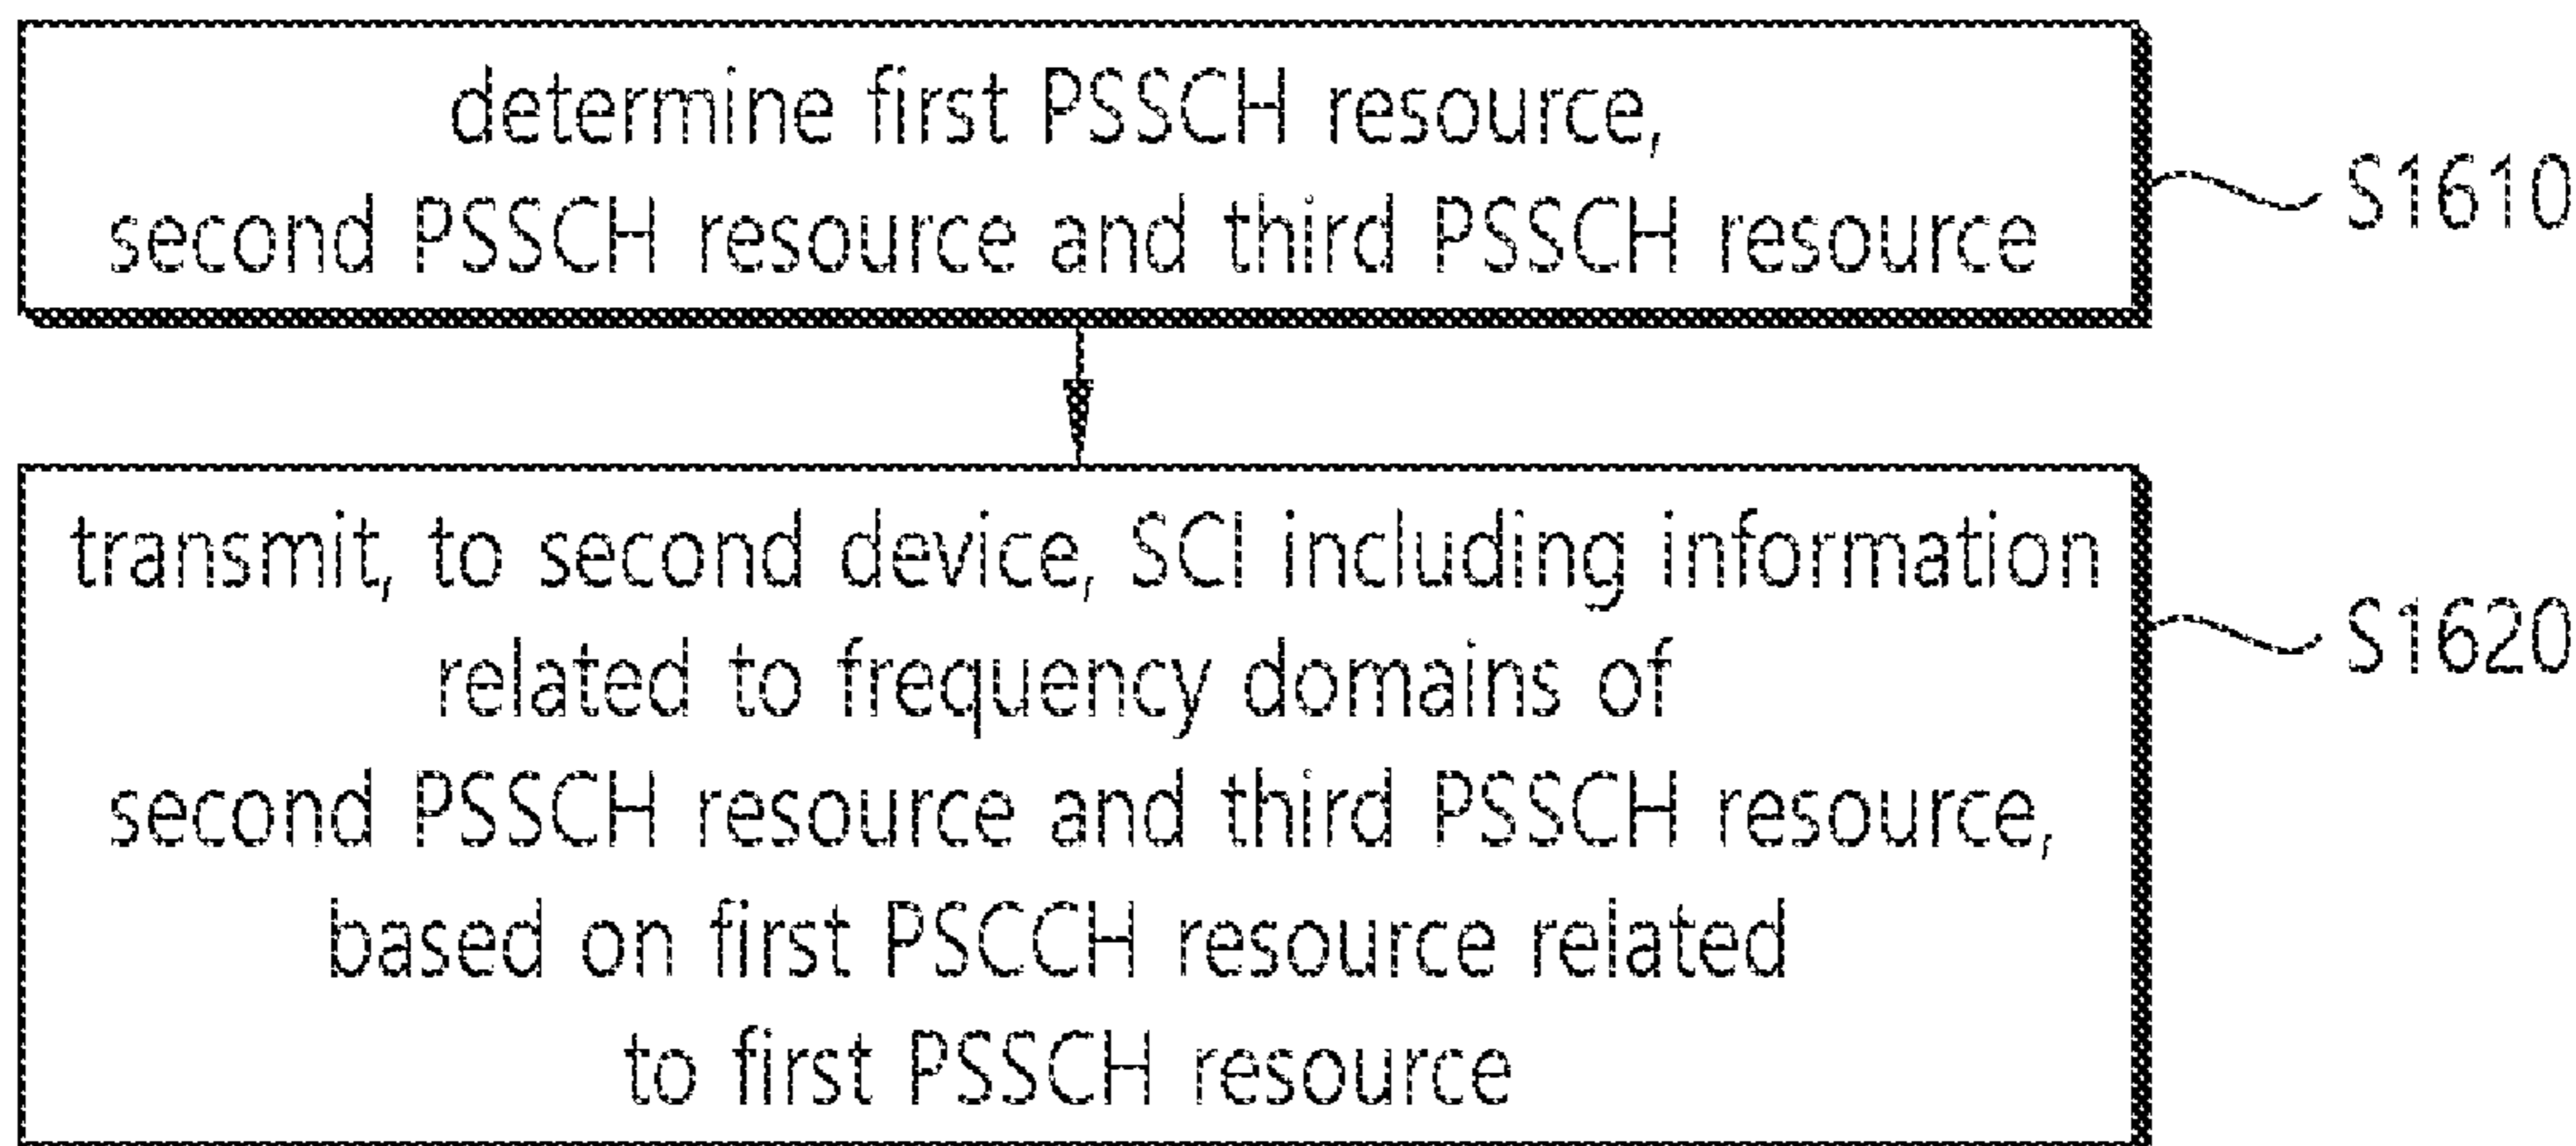 determine first PSSCH resource,
second PSSCH resource and third PSSCH resource
S1610
transmit, to second device, SCI including information
related to frequency domains of
second PSSCH resource and third PSSCH resource,
based on first PSCCH resource related
to first PSSCH resource
S1620